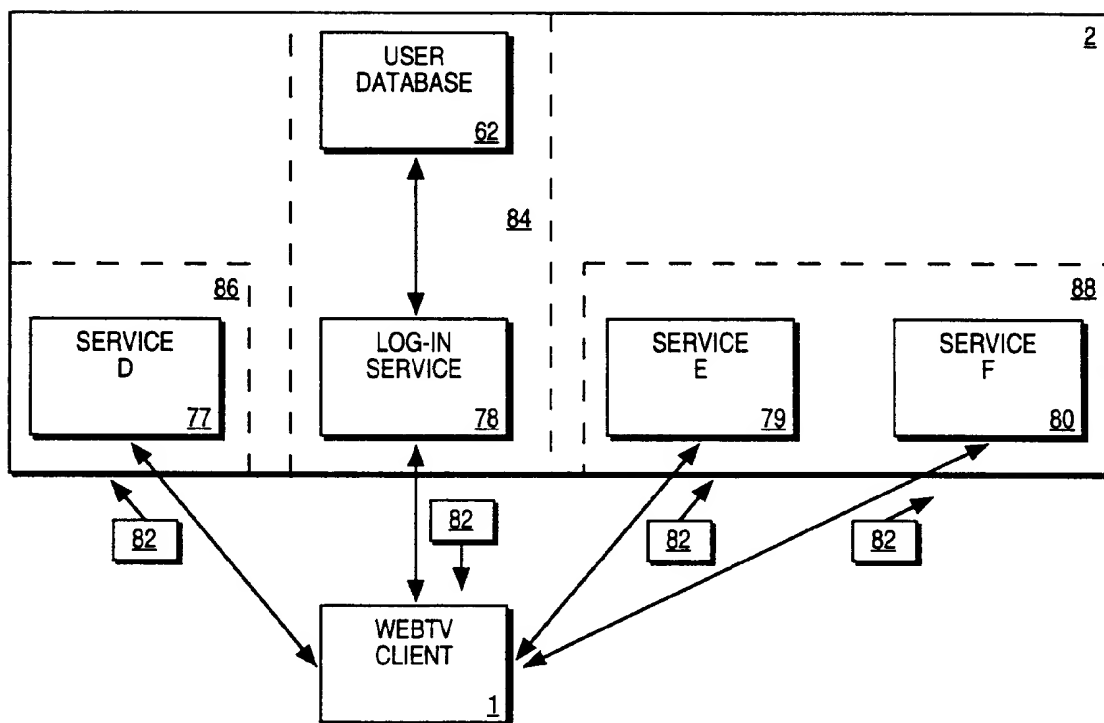 2
USER
DATABASE
62
84
86
88
SERVICE
D
77
LOG-IN
SERVICE
78
SERVICE
E
79
SERVICE
F
80
82
82
82
82
WEBTV
CLIENT
1